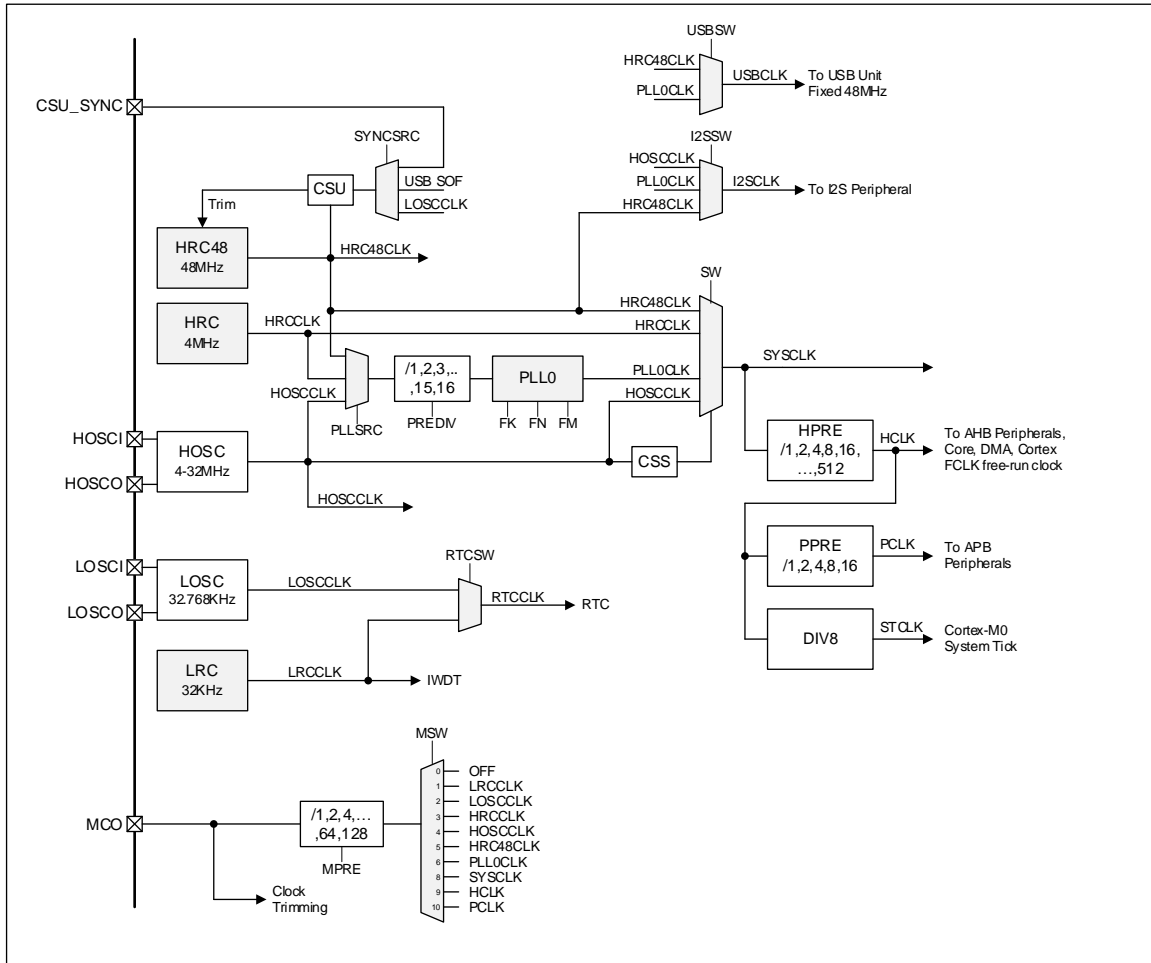 USBSW
HRC48CLK
PLL0CLK
USBCLK
To USB Unit
Fixed 48MHz
CSU_SYNC
SYNCSRC
USB SOF
LOSCCLK
CSU
Trim
I2SSW
HOSCCLK
PLL0CLK
HRC48CLK
I2SCLK
To I2S Peripheral
HRC48
48MHz
HRC48CLK
HRC
4MHz
HRCCLK
SW
HRC48CLK
HRCCLK
PLL0CLK
HOSCCLK
SYSCLK
HOSCCLK
PLLSRC
/1,2,3,..
,15,16
PREDIV
PLL0
FK
FN
FM
HOSCI
HOSCO
HOSC
4-32MHz
CSS
HOSCCLK
HPRE
/1,2,4,8,16,
…,512
HCLK
To AHB Peripherals,
Core, DMA, Cortex
FCLK free-run clock
PPRE
/1,2,4,8,16
PCLK
To APB
Peripherals
DIV8
STCLK
Cortex-M0
System Tick
LOSCI
LOSCO
LOSC
32.768KHz
LOSCCLK
RTCSW
RTCCLK
RTC
LRC
32KHz
LRCCLK
IWDT
MSW
0 OFF
1 LRCCLK
2 LOSCCLK
3 HRCCLK
4 HOSCCLK
5 HRC48CLK
6 PLL0CLK
8 SYSCLK
9 HCLK
10 PCLK
MCO
/1,2,4,…
,64,128
MPRE
Clock
Trimming